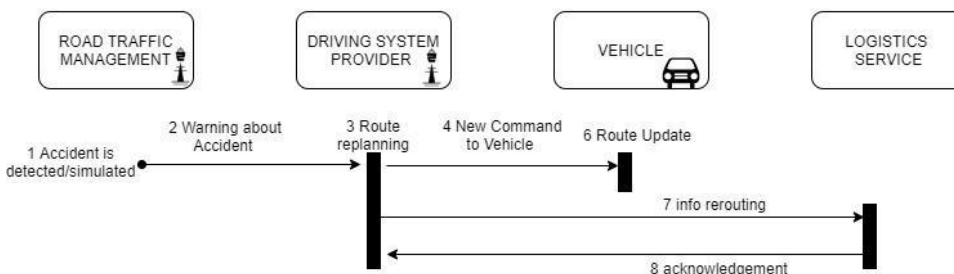 ROAD TRAFFIC
MANAGEMENT
DRIVING SYSTEM
PROVIDER
VEHICLE
LOGISTICS
SERVICE
1 Accident is
detected/simulated
2 Warning about
Accident
3 Route
replanning
4 New Command
to Vehicle
6 Route Update
7 info rerouting
8 acknowledgement